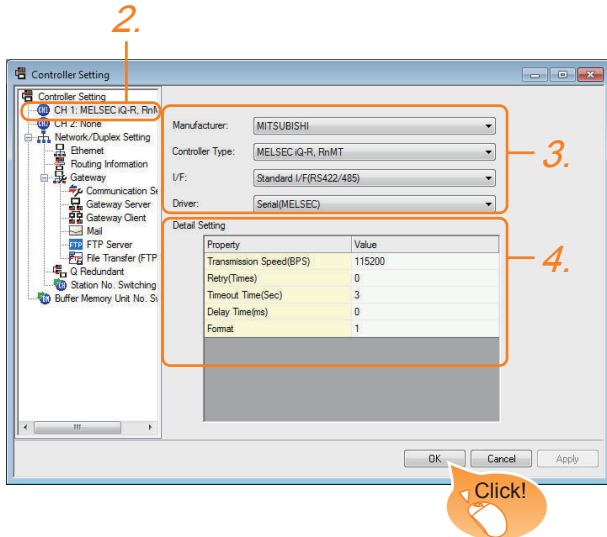 2.
Controller Setting
Controller Setting
CH 1: MELSEC iQ-R, RnM
CH 2: None
Network/Duplex Setting
Ethernet
Routing Information
Gateway
Communication Se
Gateway Server
Gateway Client
Mail
FTP FTP Server
File Transfer (FTP
Q Redundant
Station No. Switching
Buffer Memory Unit No. Sw
Manufacturer: MITSUBISHI
Controller Type: MELSEC iQ-R, RnMT
I/F: Standard I/F(RS422/485)
Driver: Serial(MELSEC)
3.
Detail Setting
Property Value
Transmission Speed(BPS) 115200
Retry(Times) 0
Timeout Time(Sec) 3
Delay Time(ms) 0
Format 1
4.
OK Cancel Apply
Click!